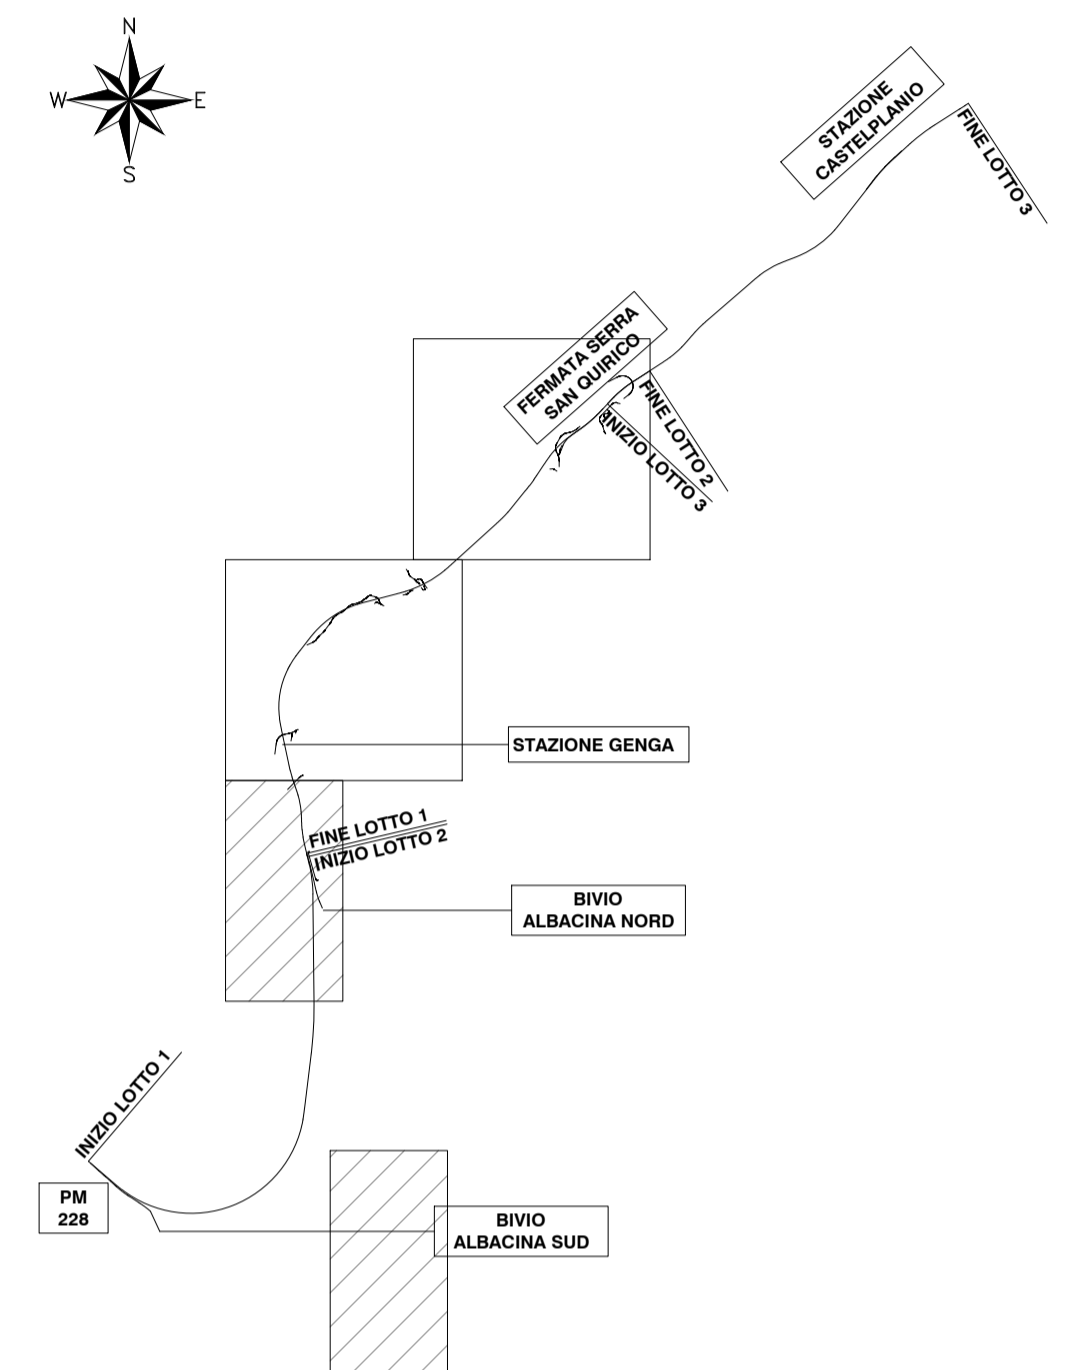 N
W
E
S
STAZIONE
CASTELPLANIO
FINE LOTTO 3
FERMATA SERRA
SAN QUIRICO
FINE LOTTO 2
INIZIO LOTTO 3
STAZIONE GENGA
FINE LOTTO 1
INIZIO LOTTO 2
BIVIO
ALBACINA NORD
INIZIO LOTTO 1
PM
228
BIVIO
ALBACINA SUD